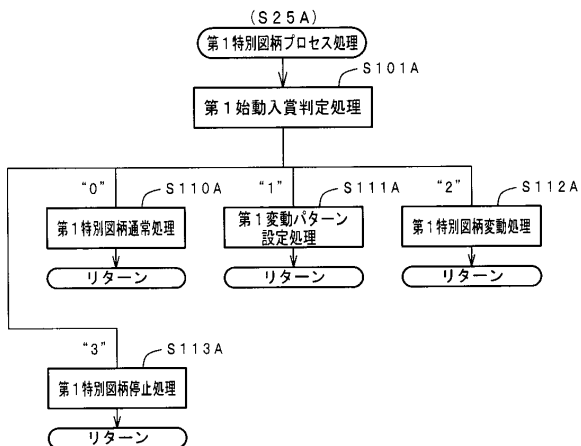 (S25A)
第1特別図柄プロセス処理
S101A
第1始動入賞判定処理
“0”
S110A
“1”
S111A
“2”
S112A
第1特別図柄通常処理
第1変動パターン
設定処理
第1特別図柄変動処理
リターン
リターン
リターン
“3”
S113A
第1特別図柄停止処理
リターン